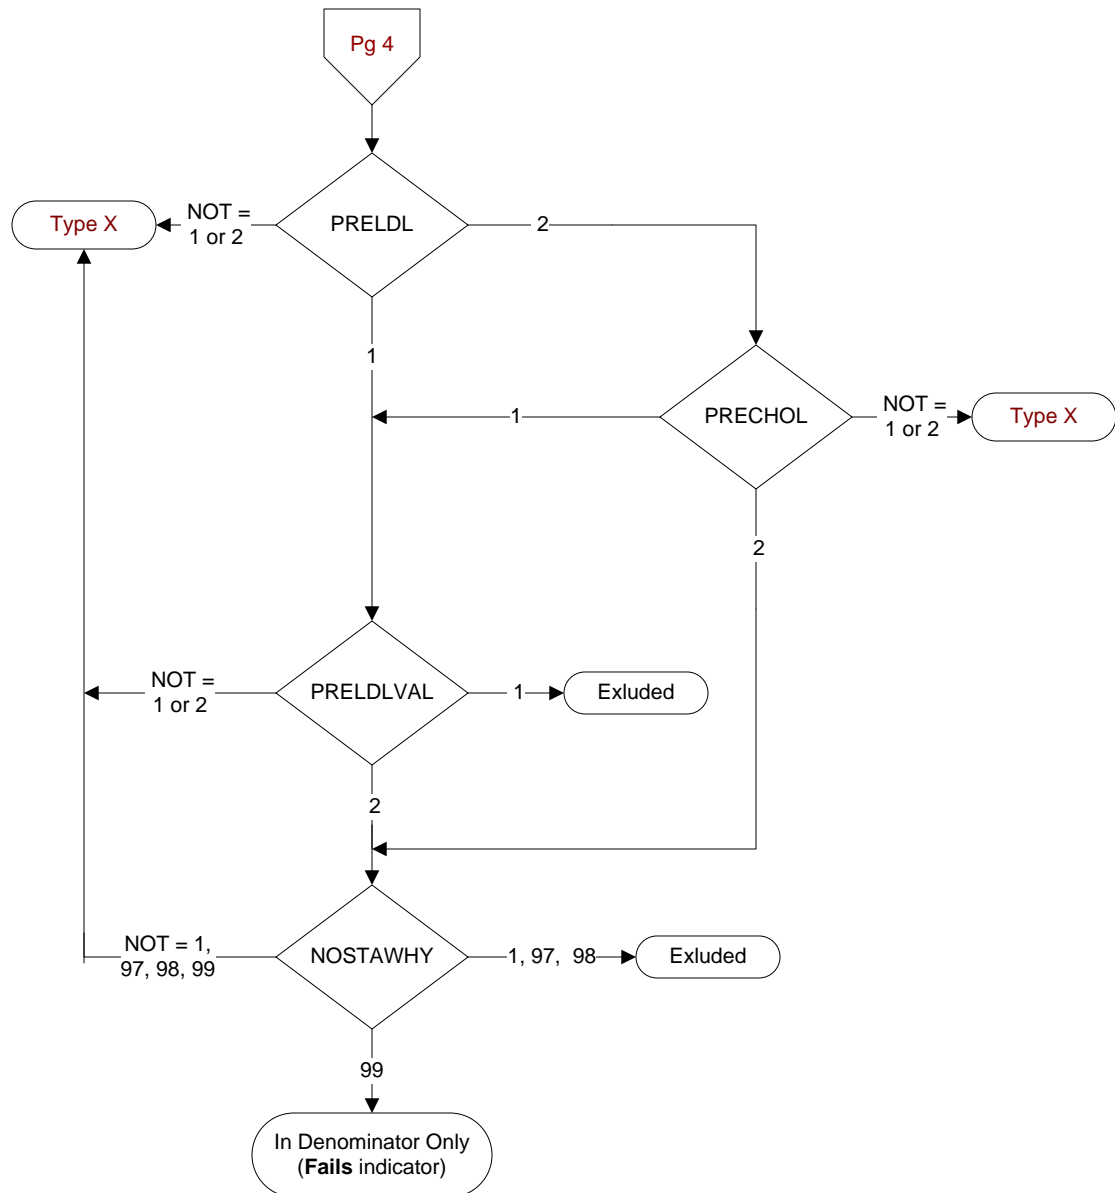 Pg 4
Type X
NOT =
1 or 2
PRELDL
2
1
1
PRECHOL
NOT =
1 or 2
Type X
2
NOT =
1 or 2
PRELDLVAL
1
Exluded
2
NOT = 1,
97, 98, 99
NOSTAWHY
1, 97, 98
Exluded
99
In Denominator Only
(Fails indicator)